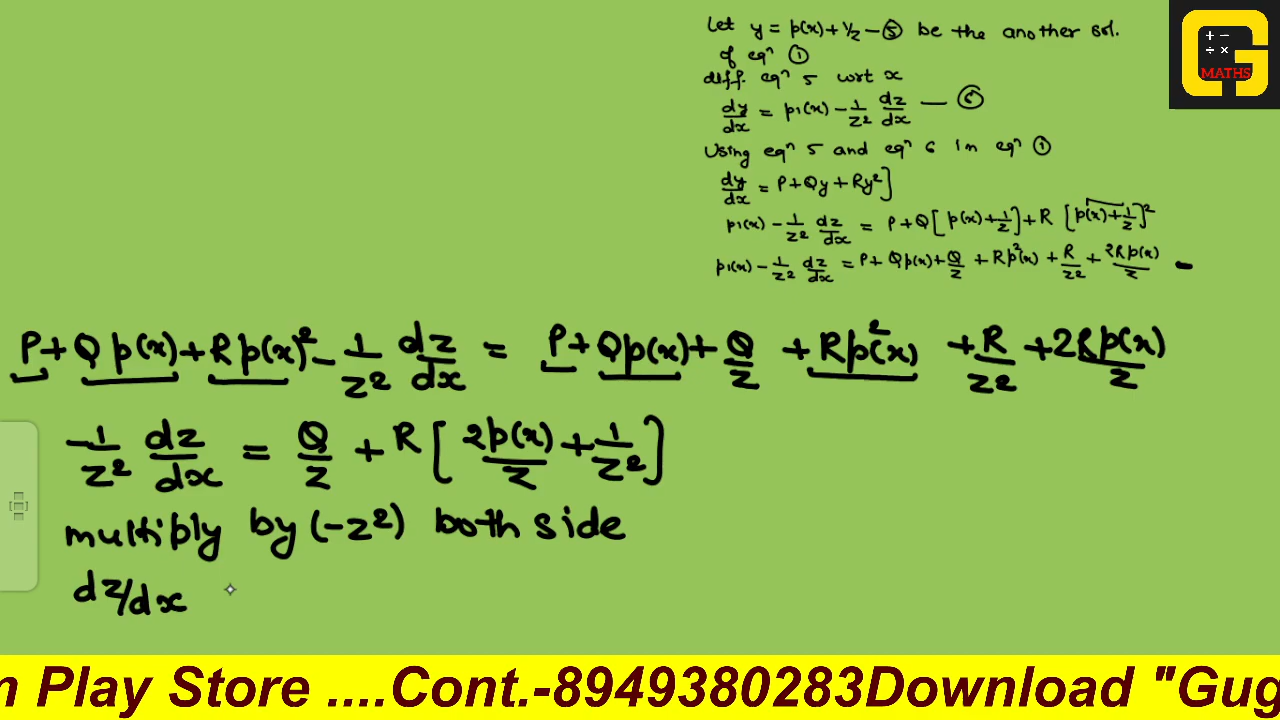 Let y = p(x) + 1/z - ⑤ be the another sol.
of eqⁿ ①
diff. eqⁿ 5 wrt x
dy/dx = p1(x) - 1/z² dz/dx — ⑥
Using eqⁿ 5 and eqⁿ 6 in eqⁿ ①
dy/dx = P + Qy + Ry²]
p1(x) - 1/z² dz/dx = P + Q[p(x) + 1/z] + R [p(x) + 1/z]²
p1(x) - 1/z² dz/dx = P + Qp(x) + Q/z + Rp²(x) + R/z² + 2Rp(x)/z -
P + Q p(x) + R p(x)² - 1/z² dz/dx = P + Qp(x) + Q/z + Rp²(x) + R/z² + 2Rp(x)/z
-1/z² dz/dx = Q/z + R [2p(x)/z + 1/z²]
multiply by (-z²) both side
dz/dx
+ -
÷ ×
MATHS
n Play Store ....Cont.-8949380283Download "Gug